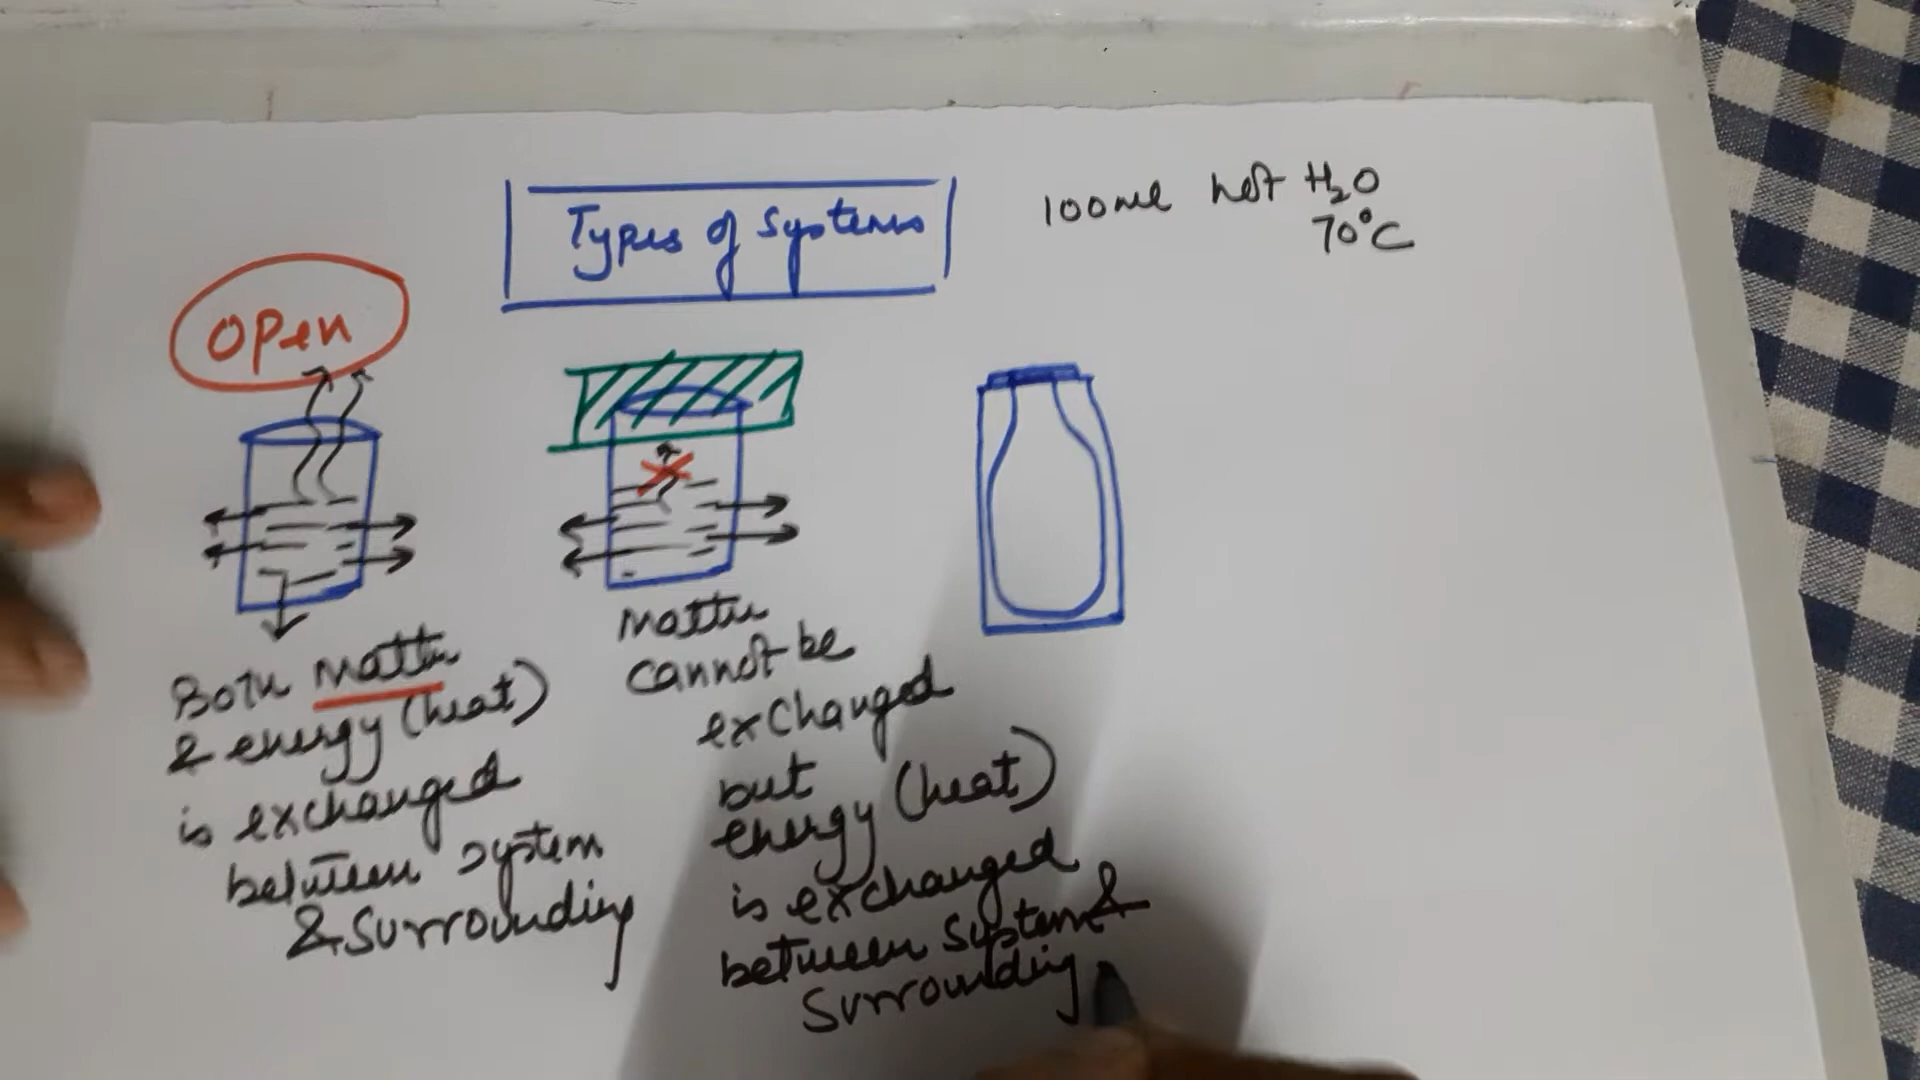 Types of Systems
100ml hot H₂O
70°C
Open
Both matter
& energy (heat)
is exchanged
between system
& surrounding
matter
cannot be
exchanged
but
energy (heat)
is exchanged
between system &
surrounding